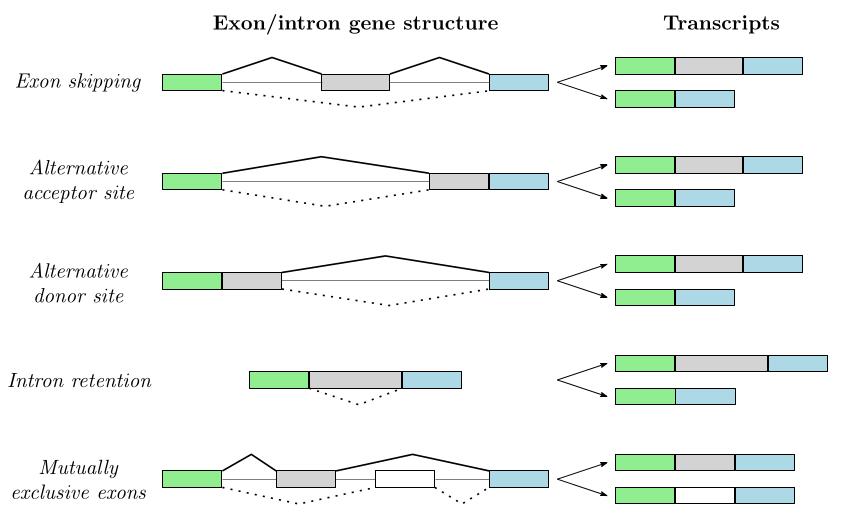 Exon/intron gene structure
Transcripts
Exon skipping
Alternative
acceptor site
Alternative
donor site
Intron retention
Mutually
exclusive exons